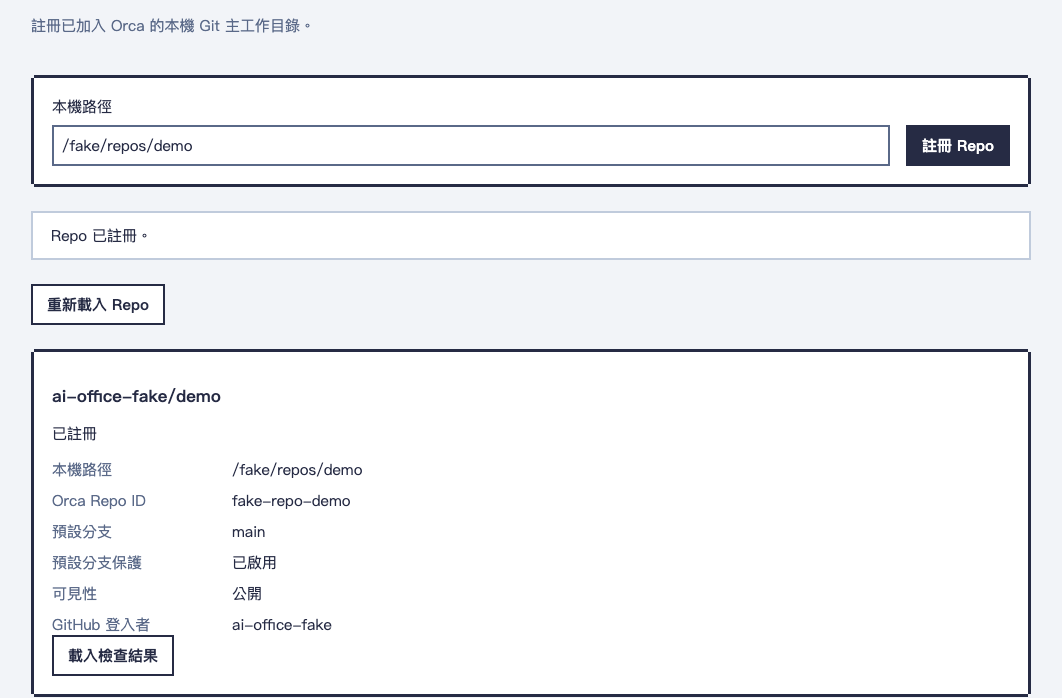 註冊已加入 Orca 的本機 Git 主工作目錄。
本機路徑
/fake/repos/demo
註冊 Repo
Repo 已註冊。
重新載入 Repo
ai-office-fake/demo
已註冊
本機路徑 /fake/repos/demo
Orca Repo ID fake-repo-demo
預設分支 main
預設分支保護 已啟用
可見性 公開
GitHub 登入者 ai-office-fake
載入檢查結果